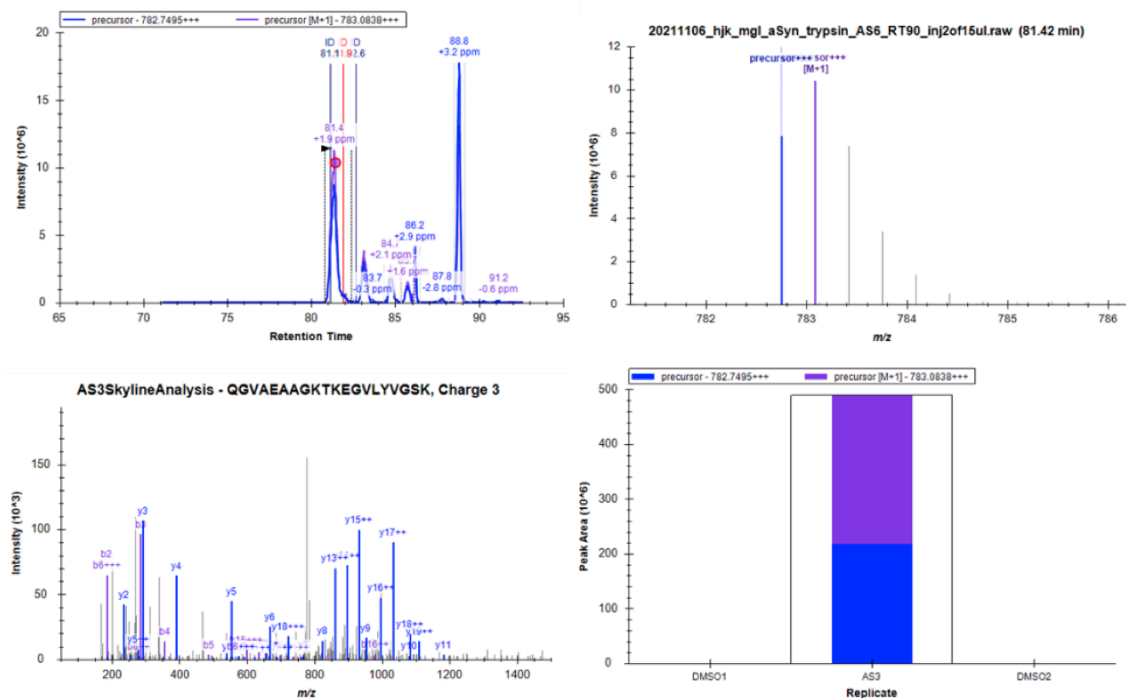 precursor - 782.7495+++ precursor [M+1] - 783.0838+++
20
15
10
5
0
Intensity (10^6)
ID
81.1
88.8
+3.2 ppm
81.4
+1.9 ppm
86.2
+2.9 ppm
84.7
+2.1 ppm
+1.6 ppm
83.7
-0.3 ppm
87.8
-2.8 ppm
91.2
-0.6 ppm
65 70 75 80 85 90 95
Retention Time
20211106_hjk_mgl_aSyn_trypsin_AS6_RT90_inj2of15ul.raw (81.42 min)
precursor+++
[M+1]
12
10
8
6
4
2
0
Intensity (10^6)
782 783 784 785 786
m/z
AS3SkylineAnalysis - QGVAEAAGKTKEGVLYVGSK, Charge 3
150
100
50
0
Intensity (10^3)
b2
b6+++
y2
y3
b4
y4
b5
y5
y6
y18+++
y8
y13++
y15++
y9
b16++
y16++
y17++
y18++
y10
y11
200 400 600 800 1000 1200 1400
m/z
precursor - 782.7495+++ precursor [M+1] - 783.0838+++
500
400
300
200
100
0
Peak Area (10^6)
DMSO1 AS3 DMSO2
Replicate